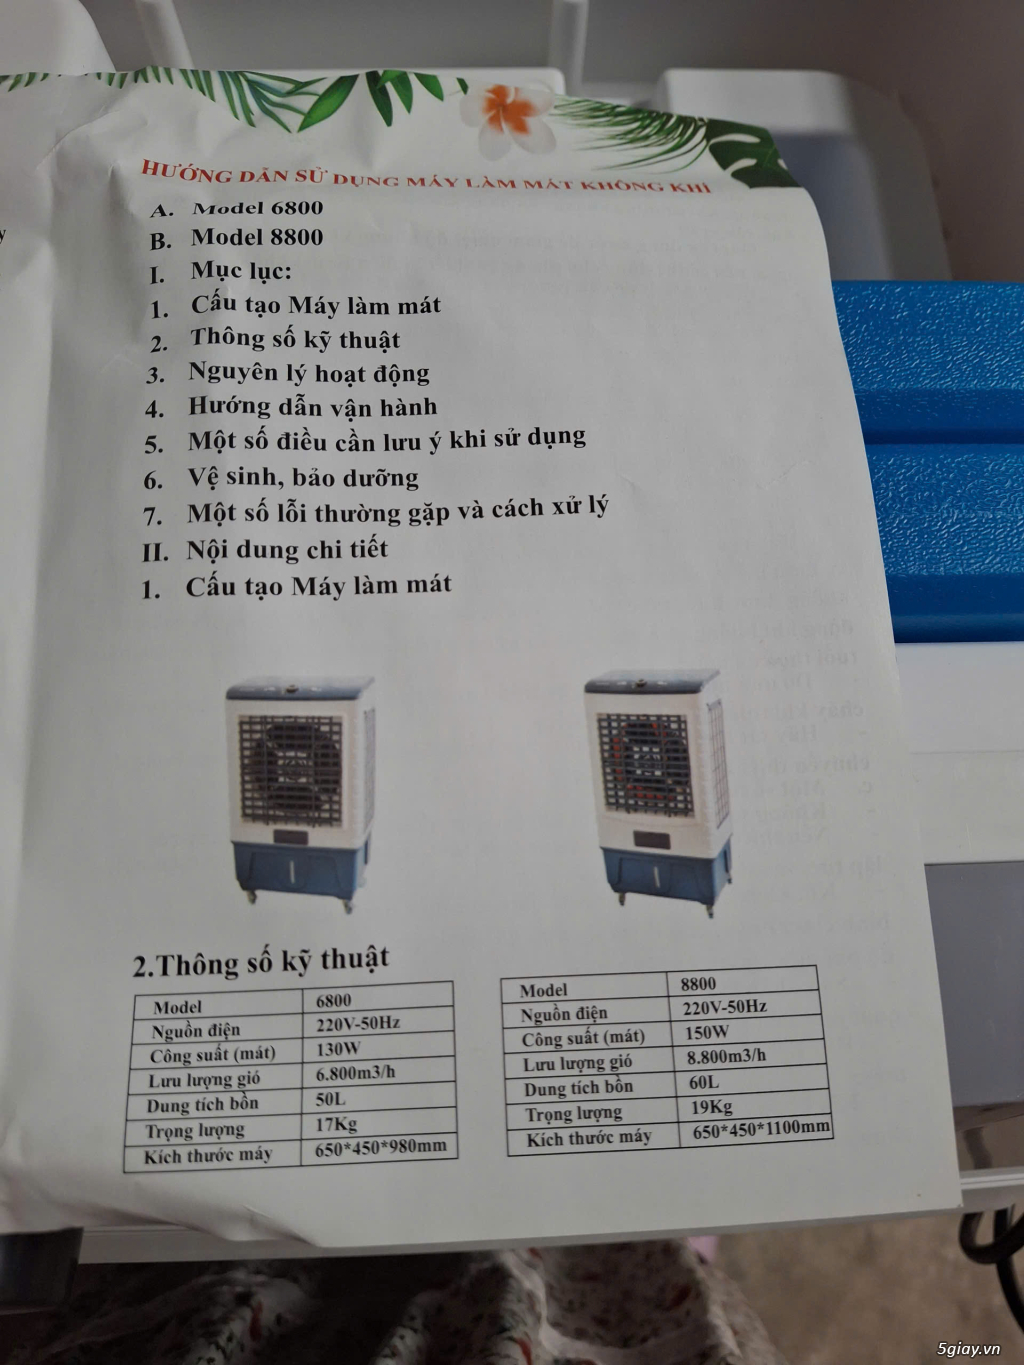 HƯỚNG DẪN SỬ DỤNG MÁY LÀM MÁT KHÔNG KHÍ
A. Model 6800
B. Model 8800
I. Mục lục:
1. Cấu tạo Máy làm mát
2. Thông số kỹ thuật
3. Nguyên lý hoạt động
4. Hướng dẫn vận hành
5. Một số điều cần lưu ý khi sử dụng
6. Vệ sinh, bảo dưỡng
7. Một số lỗi thường gặp và cách xử lý
II. Nội dung chi tiết
1. Cấu tạo Máy làm mát
2.Thông số kỹ thuật
Model 6800
Nguồn điện 220V-50Hz
Công suất (mát) 130W
Lưu lượng gió 6.800m3/h
Dung tích bồn 50L
Trọng lượng 17Kg
Kích thước máy 650*450*980mm
Model 8800
Nguồn điện 220V-50Hz
Công suất (mát) 150W
Lưu lượng gió 8.800m3/h
Dung tích bồn 60L
Trọng lượng 19Kg
Kích thước máy 650*450*1100mm
5giay.vn